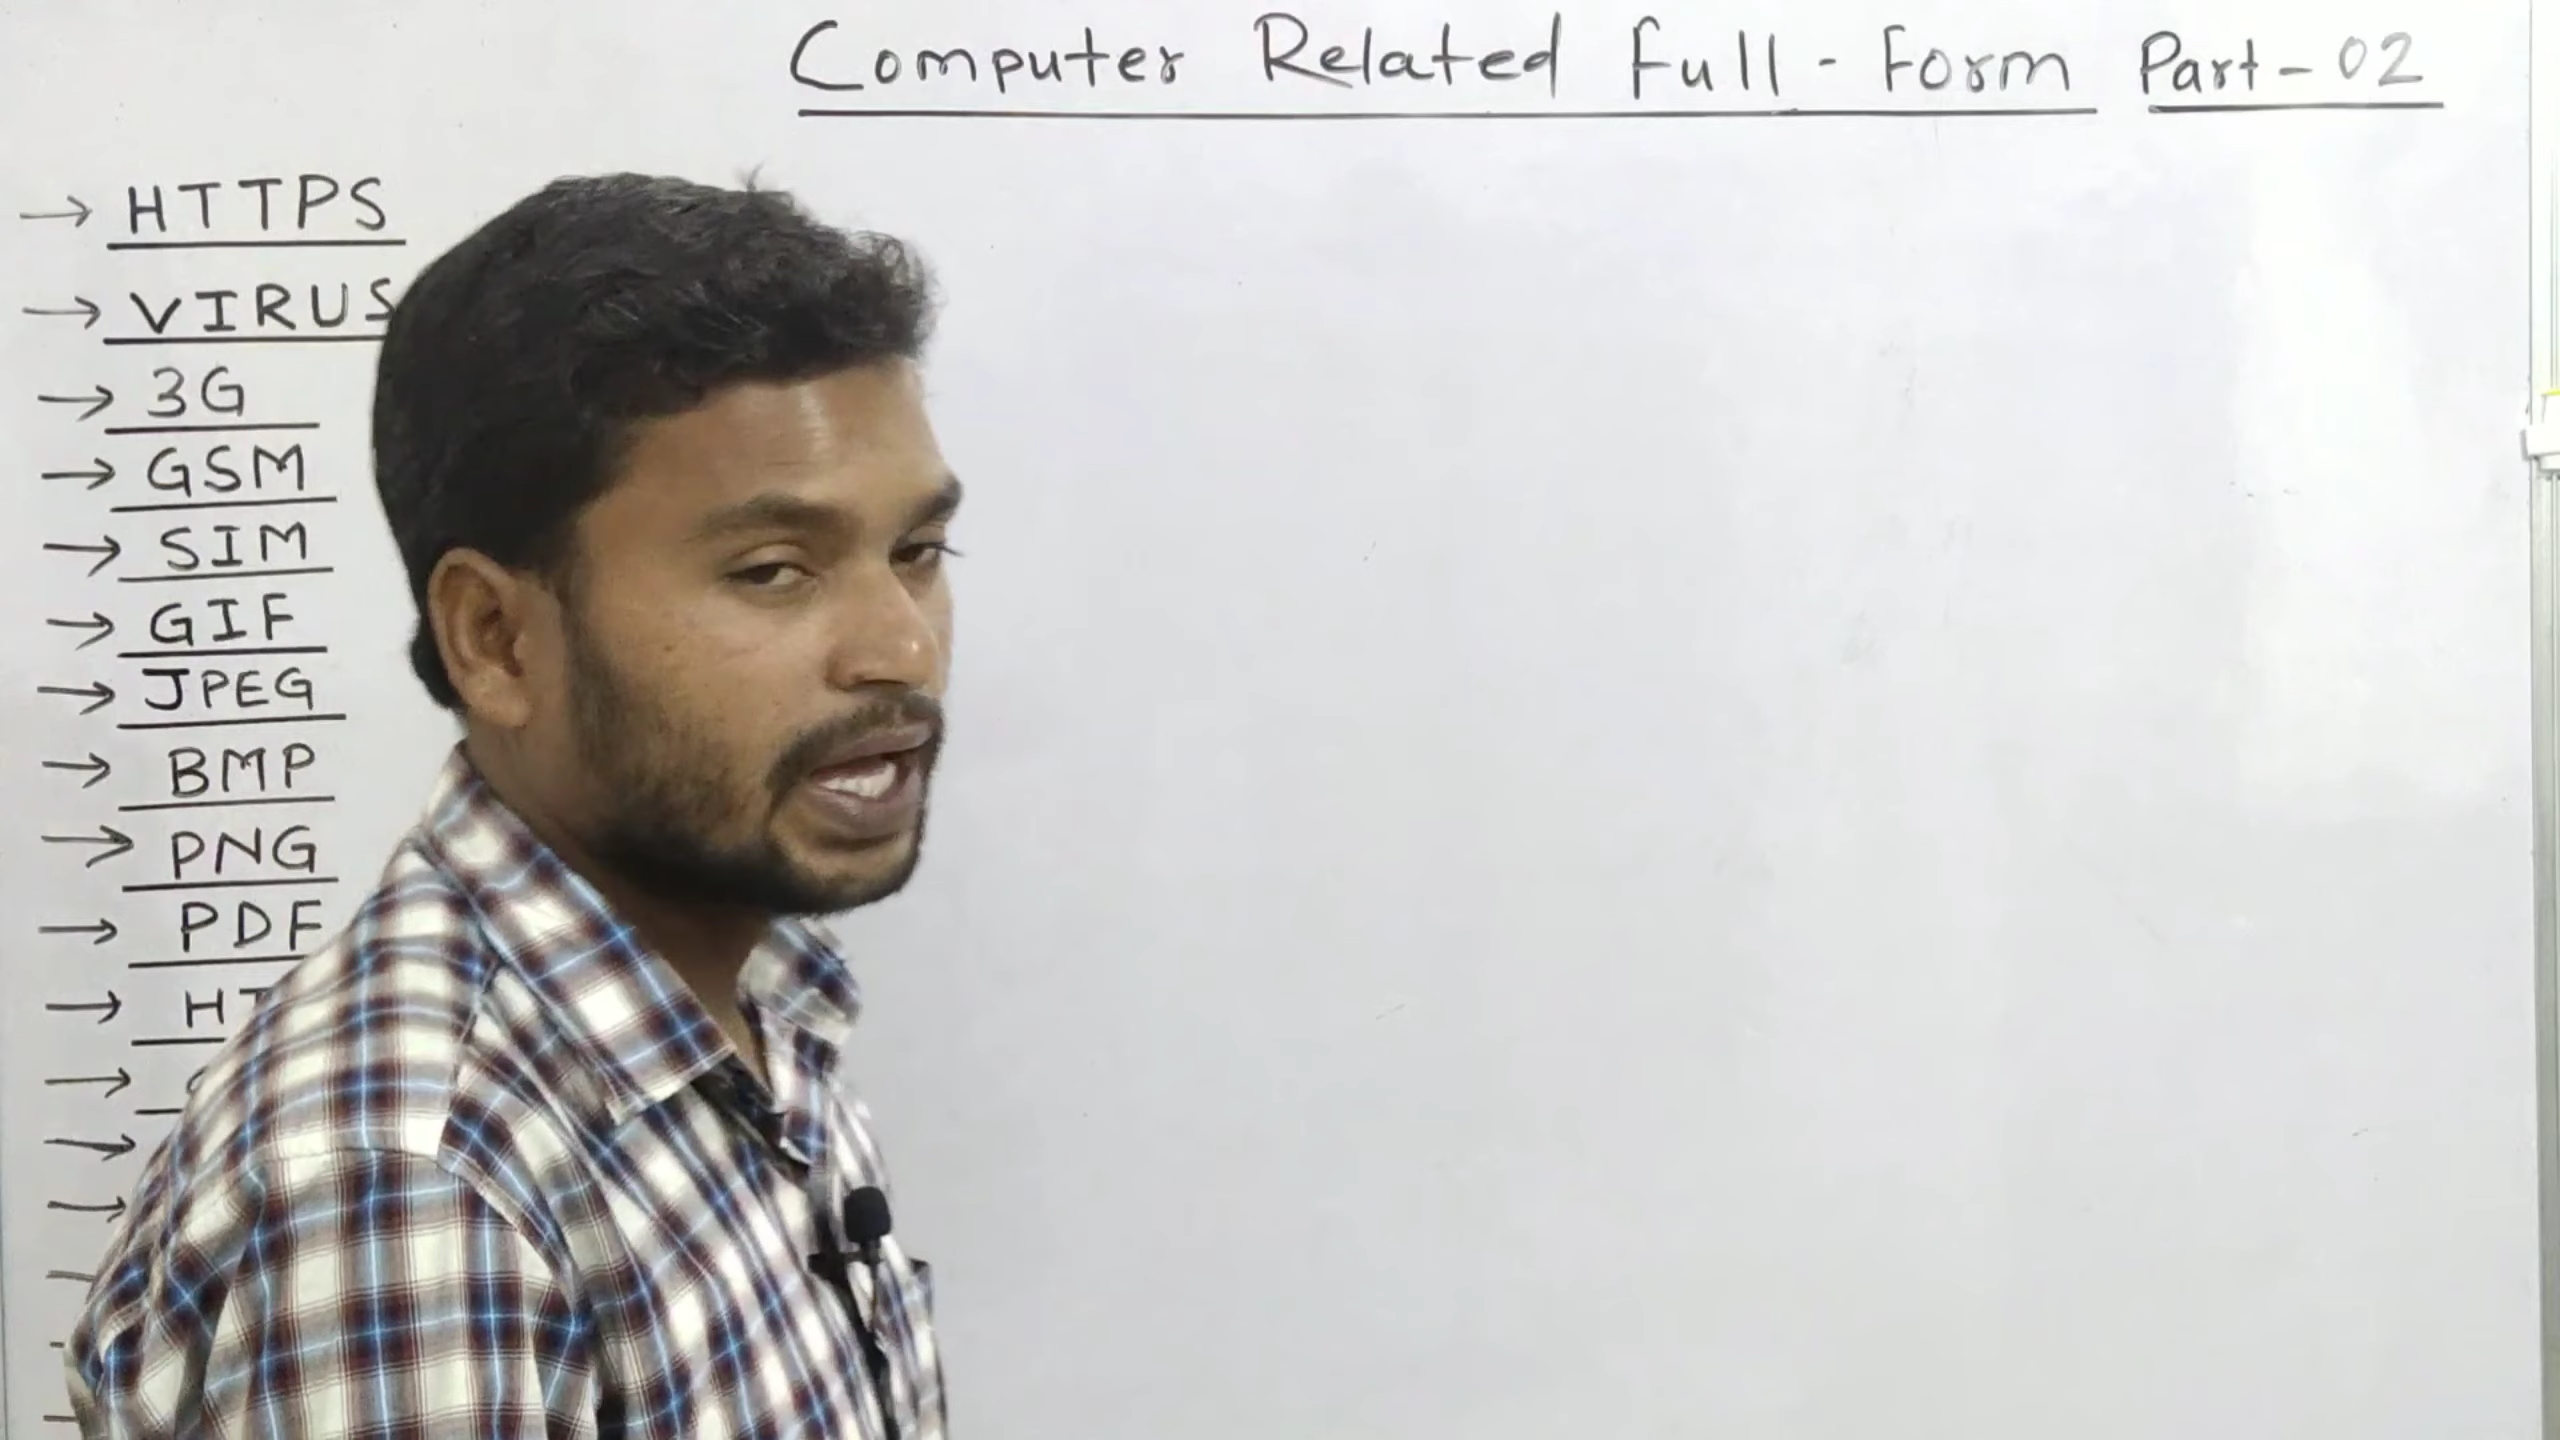 Computer Related Full-Form Part-02
→ HTTPS
→ VIRUS
→ 3G
→ GSM
→ SIM
→ GIF
→ JPEG
→ BMP
→ PNG
→ PDF